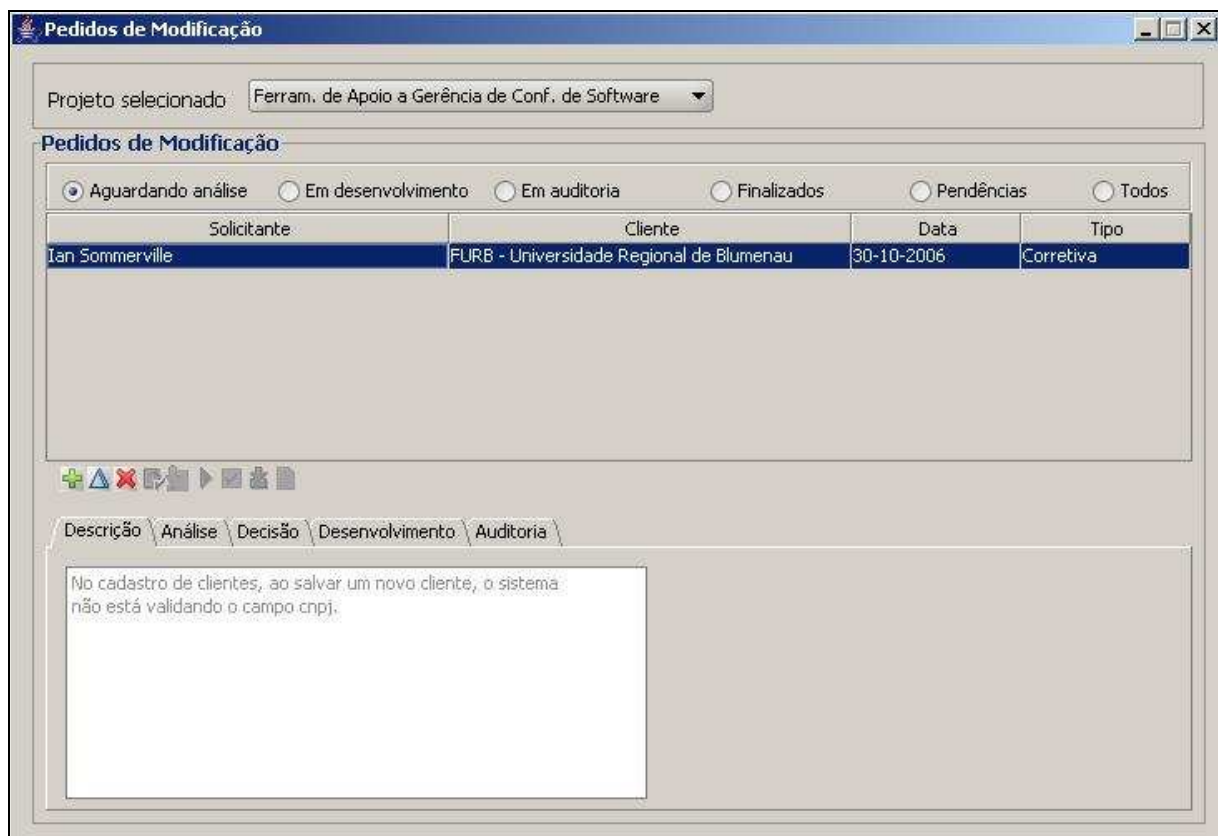 Pedidos de Modificação
Projeto selecionado Ferram. de Apoio a Gerência de Conf. de Software
Pedidos de Modificação
Aguardando análise Em desenvolvimento Em auditoria Finalizados Pendências Todos
Solicitante Cliente Data Tipo
Ian Sommerville FURB - Universidade Regional de Blumenau 30-10-2006 Corretiva
Descrição Análise Decisão Desenvolvimento Auditoria
No cadastro de clientes, ao salvar um novo cliente, o sistema
não está validando o campo cnpj.